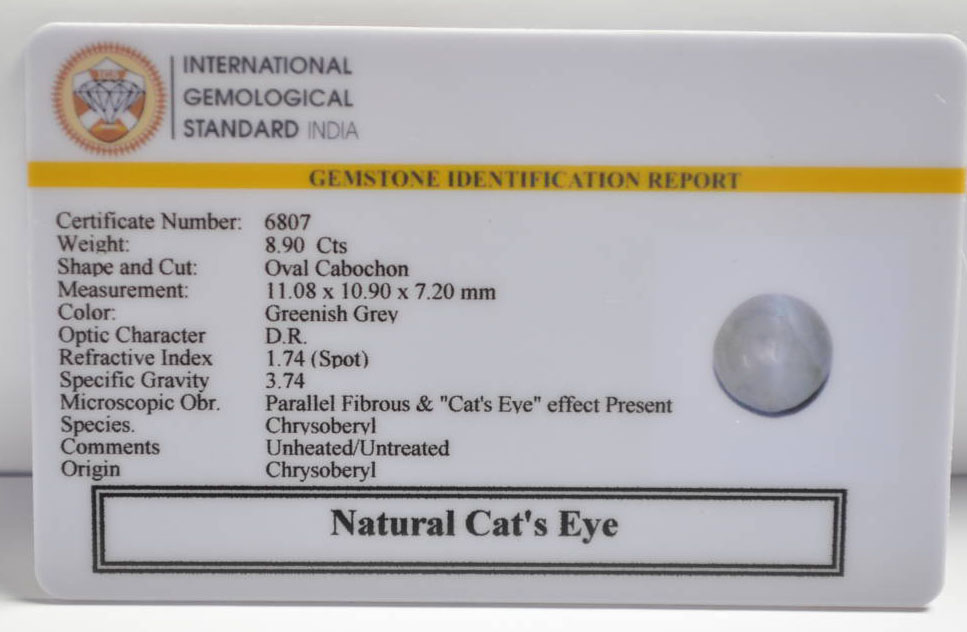 IGS
INTERNATIONAL
GEMOLOGICAL
STANDARD INDIA
GEMSTONE IDENTIFICATION REPORT
Certificate Number: 6807
Weight: 8.90 Cts
Shape and Cut: Oval Cabochon
Measurement: 11.08 x 10.90 x 7.20 mm
Color: Greenish Grey
Optic Character D.R.
Refractive Index 1.74 (Spot)
Specific Gravity 3.74
Microscopic Obr. Parallel Fibrous & "Cat's Eye" effect Present
Species. Chrysoberyl
Comments Unheated/Untreated
Origin Chrysoberyl
Natural Cat's Eye